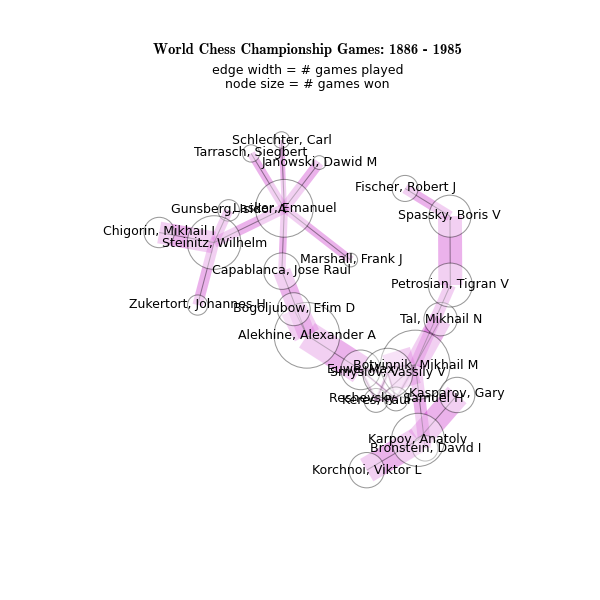 World Chess Championship Games: 1886 - 1985
edge width = # games played
node size = # games won
Schlechter, Carl
Tarrasch, Siegbert
Janowski, Dawid M
Fischer, Robert J
Gunsberg, Isidor A
Lasker, Emanuel
Spassky, Boris V
Chigorin, Mikhail I
Steinitz, Wilhelm
Marshall, Frank J
Capablanca, Jose Raul
Petrosian, Tigran V
Zukertort, Johannes H
Bogoljubow, Efim D
Tal, Mikhail N
Alekhine, Alexander A
Botvinnik, Mikhail M
Euwe, Max
Smyslov, Vassily V
Kasparov, Gary
Reshevsky, Samuel H
Keres, Paul
Karpov, Anatoly
Bronstein, David I
Korchnoi, Viktor L